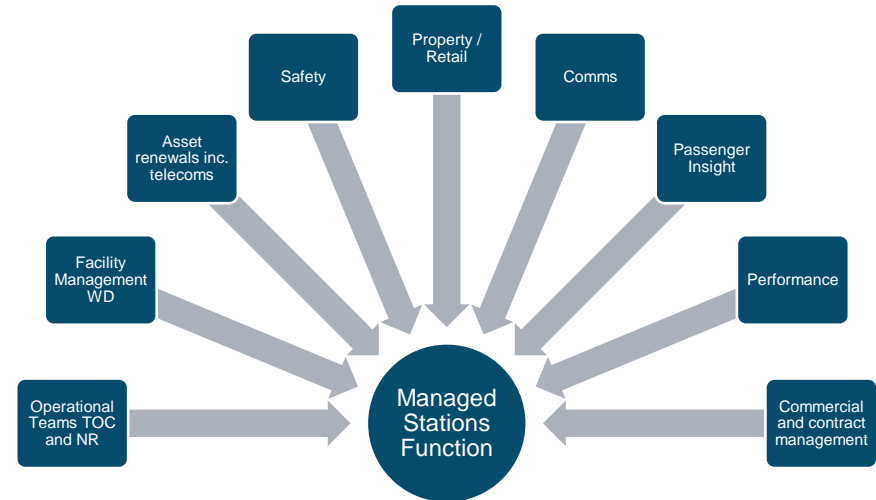 Property /
Retail
Safety
Comms
Asset
renewals inc.
telecoms
Passenger
Insight
Facility
Management
WD
Performance
Operational
Teams TOC
and NR
Managed
Stations
Function
Commercial
and contract
management